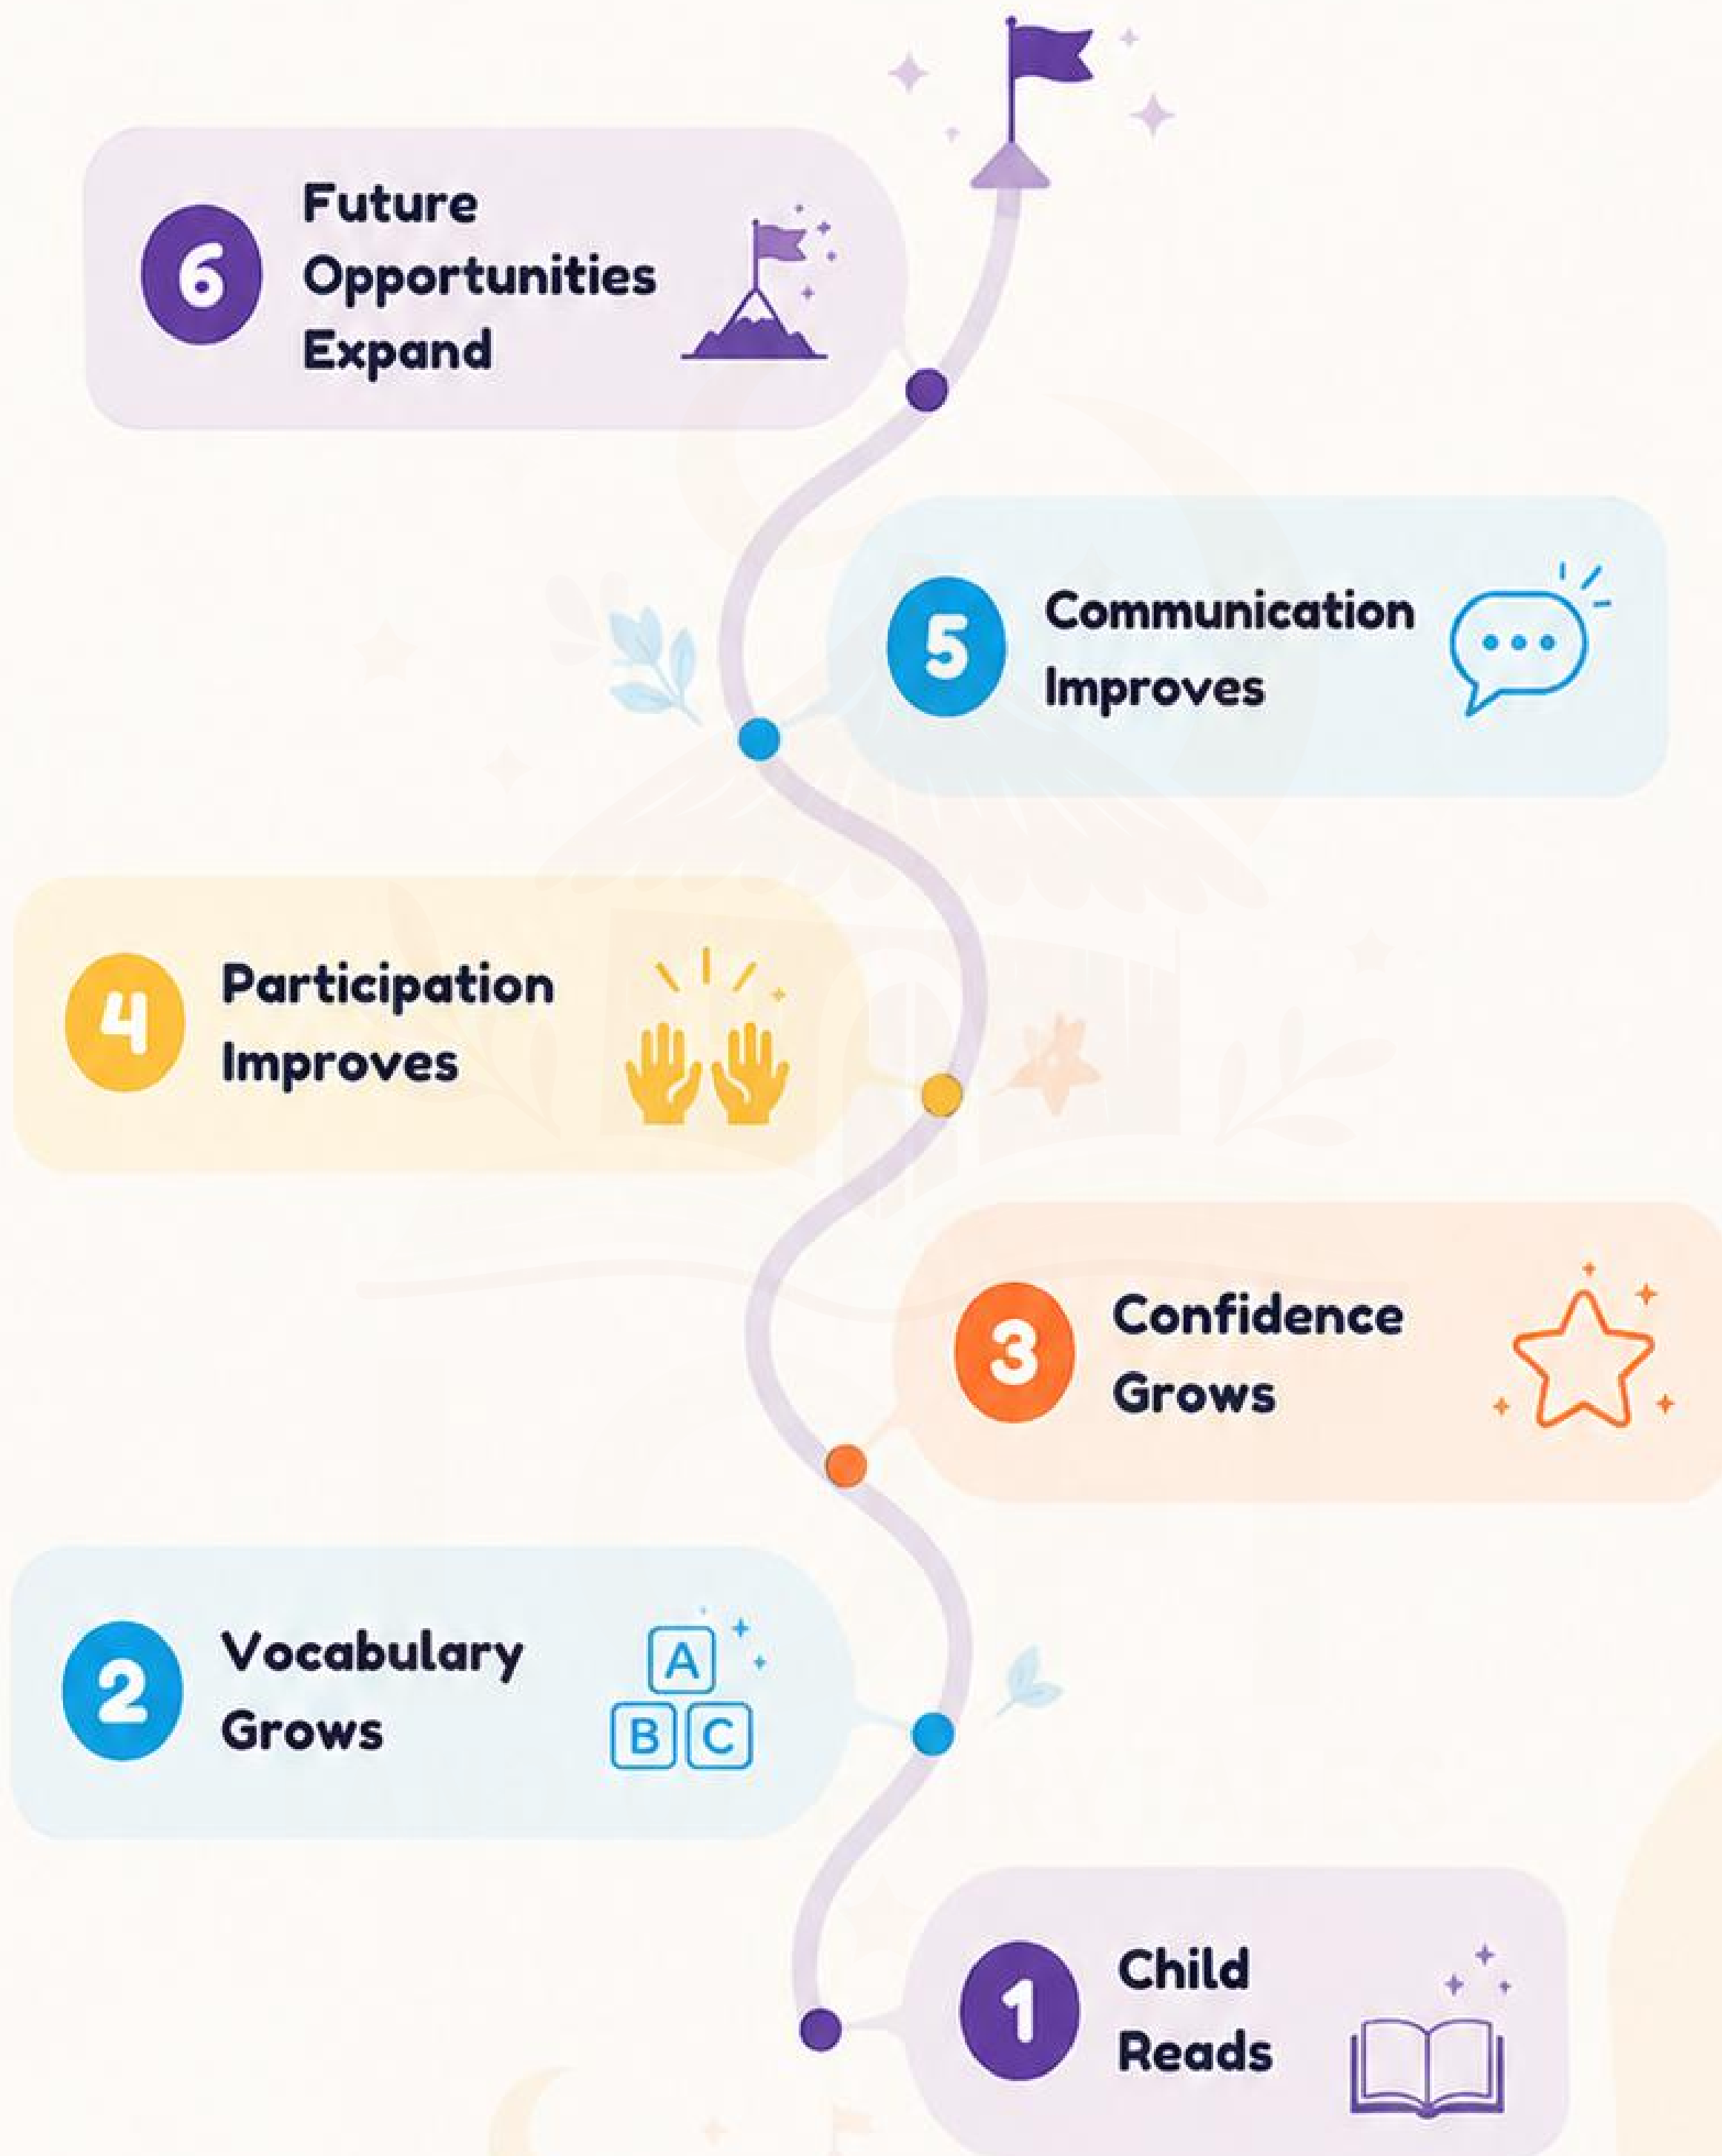 6
Future
Opportunities
Expand
5
Communication
Improves
4
Participation
Improves
3
Confidence
Grows
2
Vocabulary
Grows
A
B C
1
Child
Reads